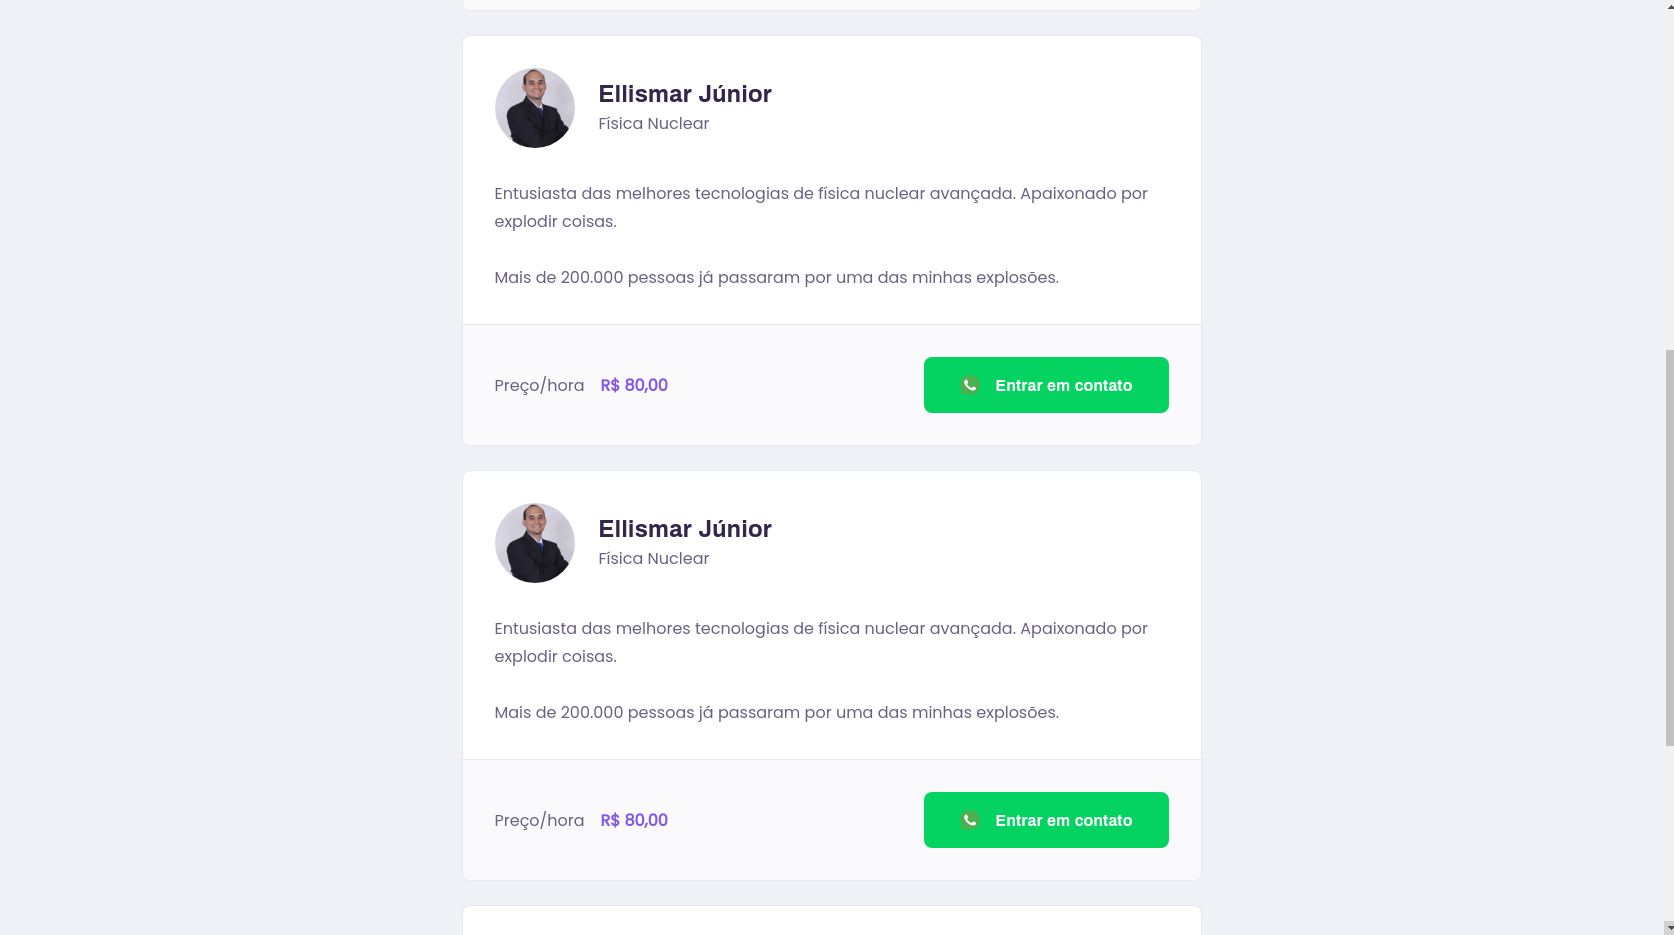 Ellismar Júnior
Física Nuclear
Entusiasta das melhores tecnologias de física nuclear avançada. Apaixonado por
explodir coisas.
Mais de 200.000 pessoas já passaram por uma das minhas explosões.
Preço/hora R$ 80,00
Entrar em contato
Ellismar Júnior
Física Nuclear
Entusiasta das melhores tecnologias de física nuclear avançada. Apaixonado por
explodir coisas.
Mais de 200.000 pessoas já passaram por uma das minhas explosões.
Preço/hora R$ 80,00
Entrar em contato